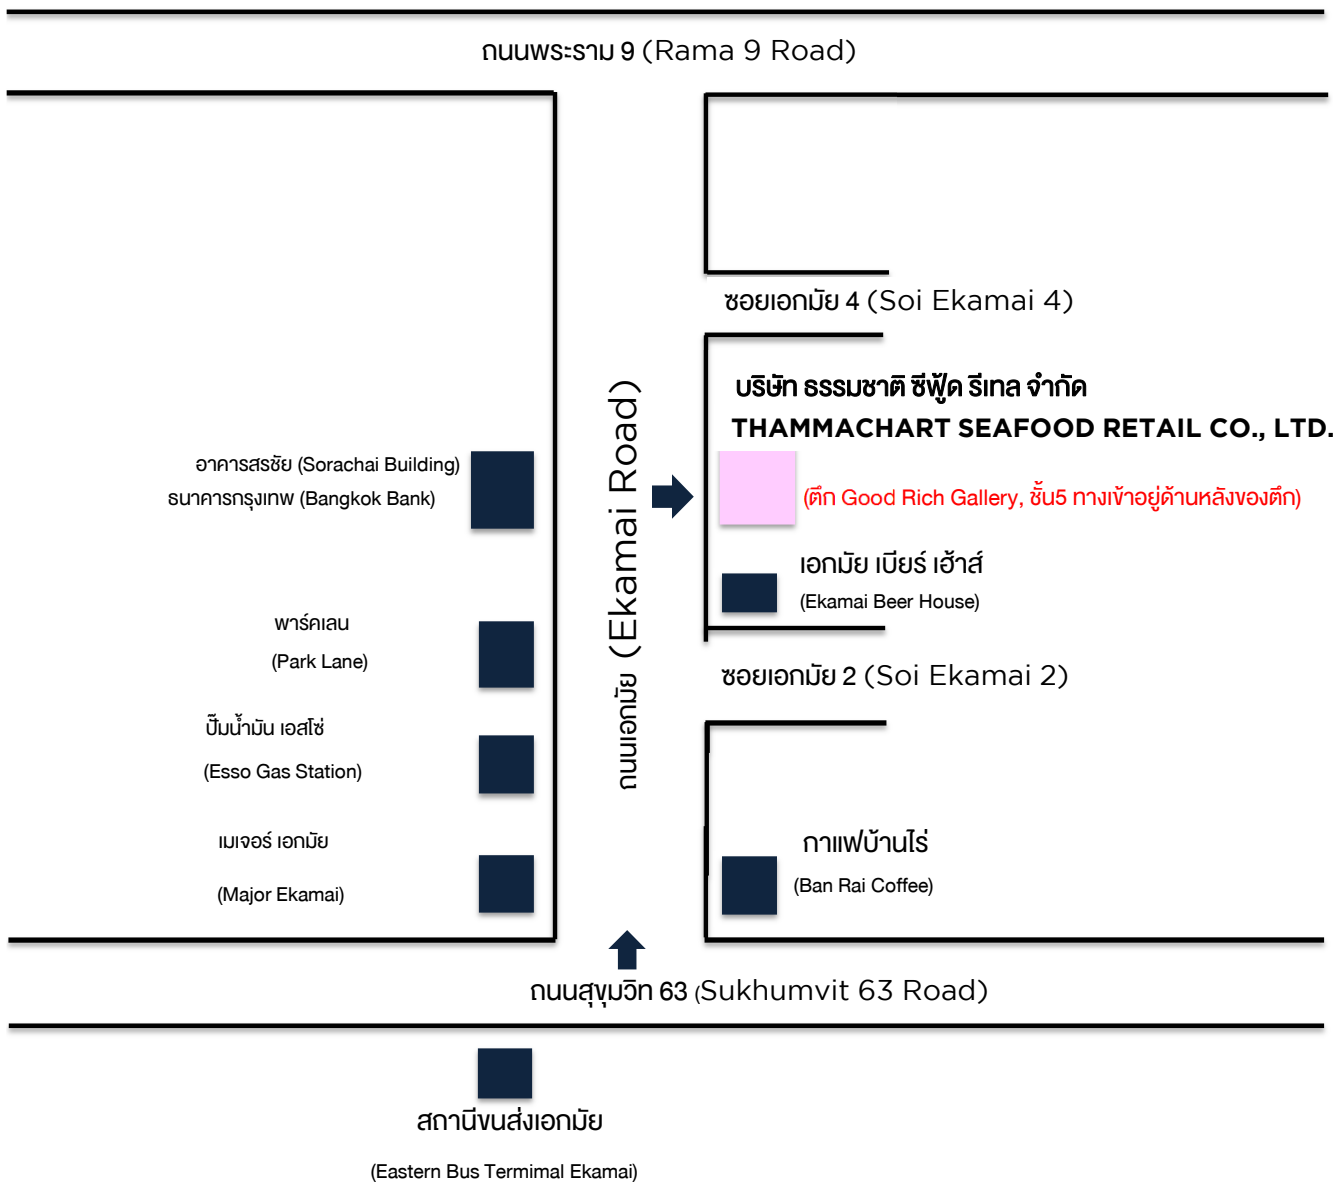 ถนนพระราม 9 (Rama 9 Road)
ซอยเอกมัย 4 (Soi Ekamai 4)
บริษัท ธรรมชาติ ซีฟู้ด รีเทล จำกัด
THAMMACHART SEAFOOD RETAIL CO., LTD.
(ตึก Good Rich Gallery, ชั้น5 ทางเข้าอยู่ด้านหลังของตึก)
อาคารสรชัย (Sorachai Building)
ธนาคารกรุงเทพ (Bangkok Bank)
ถนนเอกมัย (Ekamai Road)
เอกมัย เบียร์ เฮ้าส์
(Ekamai Beer House)
พาร์คเลน
(Park Lane)
ซอยเอกมัย 2 (Soi Ekamai 2)
ปั๊มน้ำมัน เอสโซ่
(Esso Gas Station)
เมเจอร์ เอกมัย
(Major Ekamai)
กาแฟบ้านไร่
(Ban Rai Coffee)
ถนนสุขุมวิท 63 (Sukhumvit 63 Road)
สถานีขนส่งเอกมัย
(Eastern Bus Termimal Ekamai)